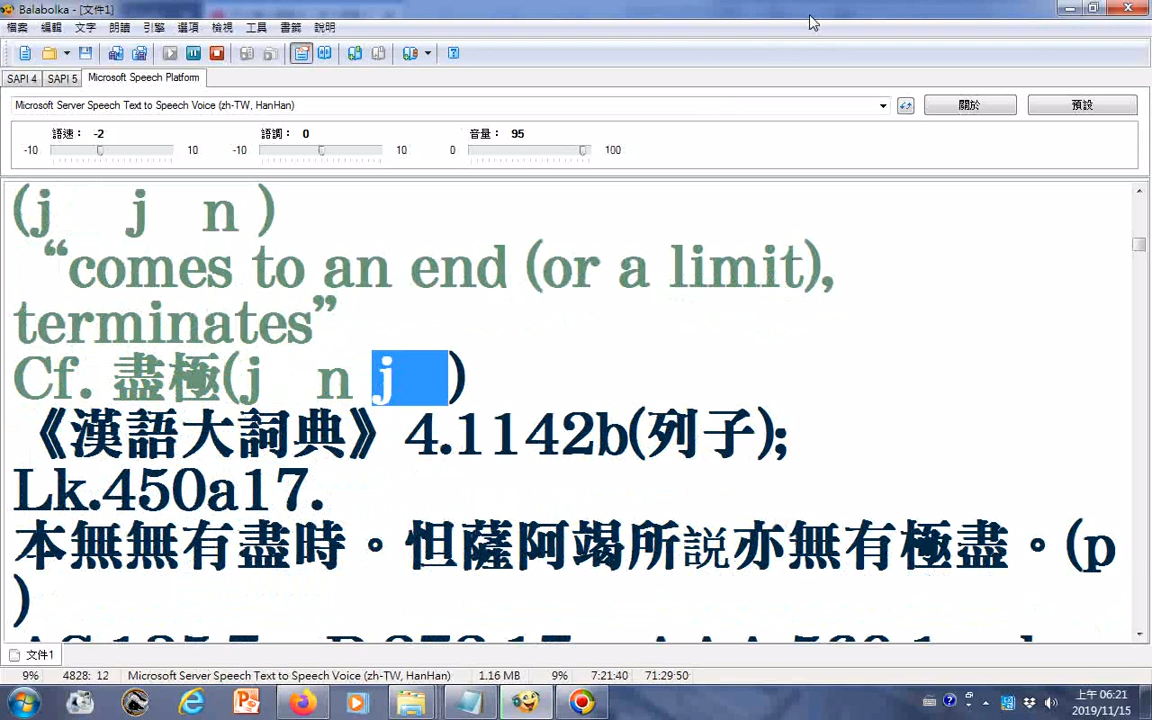 Balabolka - [文件1]
檔案 編輯 文字 朗讀 引擎 選項 檢視 工具 書籤 說明
SAPI 4 SAPI 5 Microsoft Speech Platform
Microsoft Server Speech Text to Speech Voice (zh-TW, HanHan) 關於 預設
語速： -2 語調： 0 音量： 95
-10 10 -10 10 0 100
(j j n )
“comes to an end (or a limit),
terminates”
Cf. 盡極(j n j )
《漢語大詞典》4.1142b(列子);
Lk.450a17.
本無無有盡時。怛薩阿竭所説亦無有極盡。(p
)
文件1
9% 4828: 12 Microsoft Server Speech Text to Speech Voice (zh-TW, HanHan) 1.16 MB 9% 7:21:40 71:29:50
上午 06:21
2019/11/15